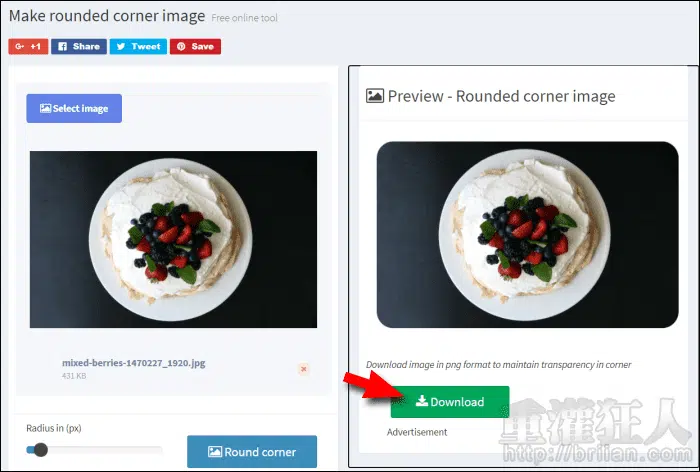 Make rounded corner image Free online tool
+1 Share Tweet Save
Select image
mixed-berries-1470227_1920.jpg
431 KB
Radius in (px)
Round corner
Preview - Rounded corner image
Download image in png format to maintain transparency in corner
Download
Advertisement
重灌狂人
http://briian.com